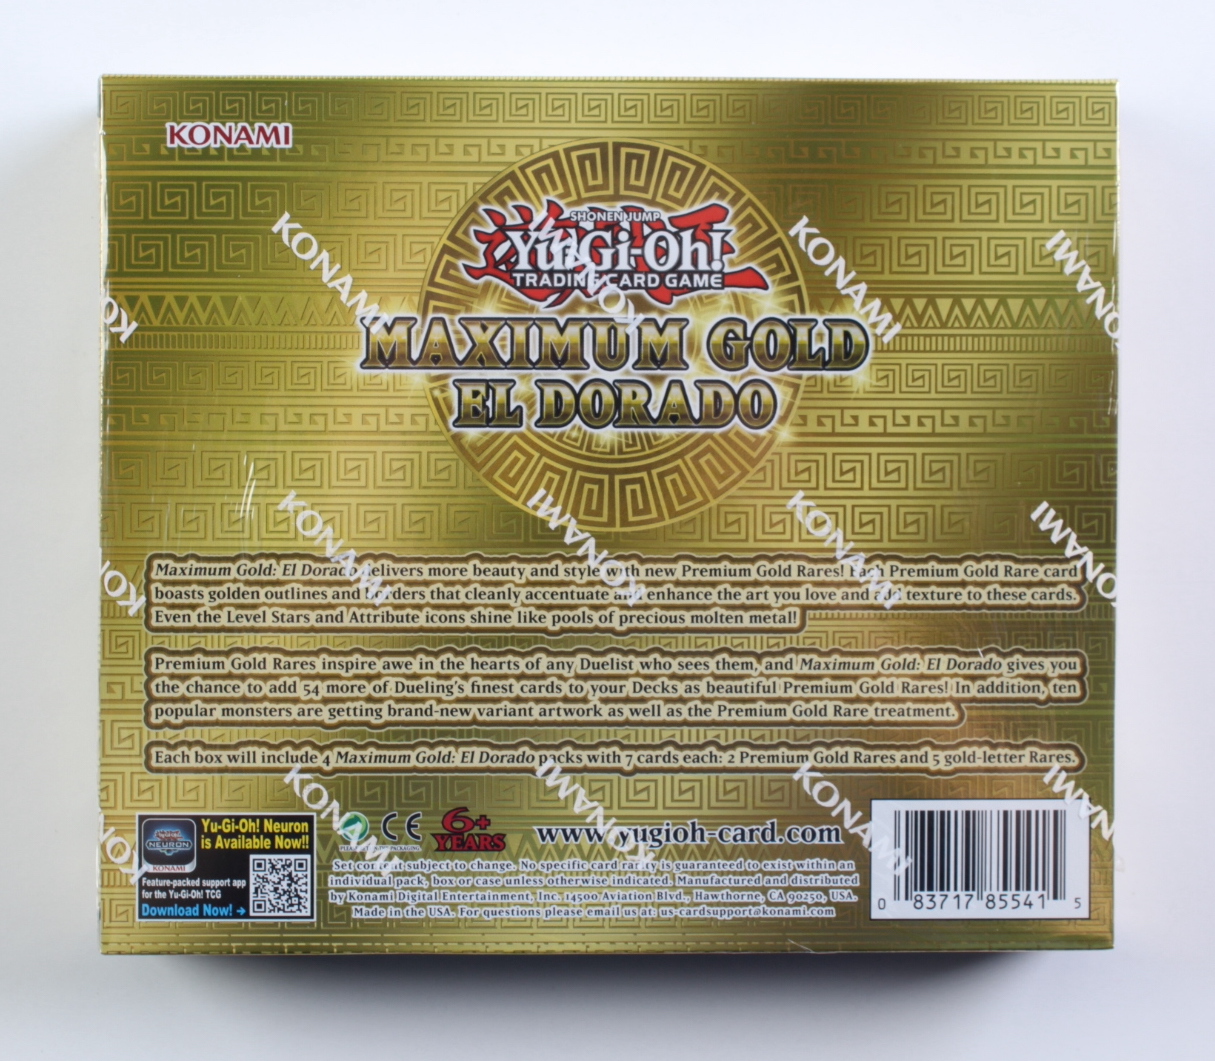 KONAMI
SHONEN JUMP
Yu-Gi-Oh!
TRADING CARD GAME
MAXIMUM GOLD
EL DORADO
KONAMI
KONAMI
KONAMI
KONAMI
KONAMI
KONAMI
KONAMI
Maximum Gold: El Dorado delivers more beauty and style with new Premium Gold Rares! Each Premium Gold Rare card
boasts golden outlines and borders that cleanly accentuate and enhance the art you love and add texture to these cards.
Even the Level Stars and Attribute icons shine like pools of precious molten metal!
Premium Gold Rares inspire awe in the hearts of any Duelist who sees them, and Maximum Gold: El Dorado gives you
the chance to add 54 more of Dueling's finest cards to your Decks as beautiful Premium Gold Rares! In addition, ten
popular monsters are getting brand-new variant artwork as well as the Premium Gold Rare treatment.
Each box will include 4 Maximum Gold: El Dorado packs with 7 cards each: 2 Premium Gold Rares and 5 gold-letter Rares.
KONAMI
KONAMI
KONAMI
NEURON
KONAMI
Yu-Gi-Oh! Neuron
is Available Now!!
Feature-packed support app
for the Yu-Gi-Oh! TCG
Download Now! →
CE
6+
YEARS
www.yugioh-card.com
Set content subject to change. No specific card rarity is guaranteed to exist within an
individual pack, box or case unless otherwise indicated. Manufactured and distributed
by Konami Digital Entertainment, Inc. 14500 Aviation Blvd., Hawthorne, CA 90250, USA.
Made in the USA. For questions please email us at: us-cardsupport@konami.com
0 83717 85541 5